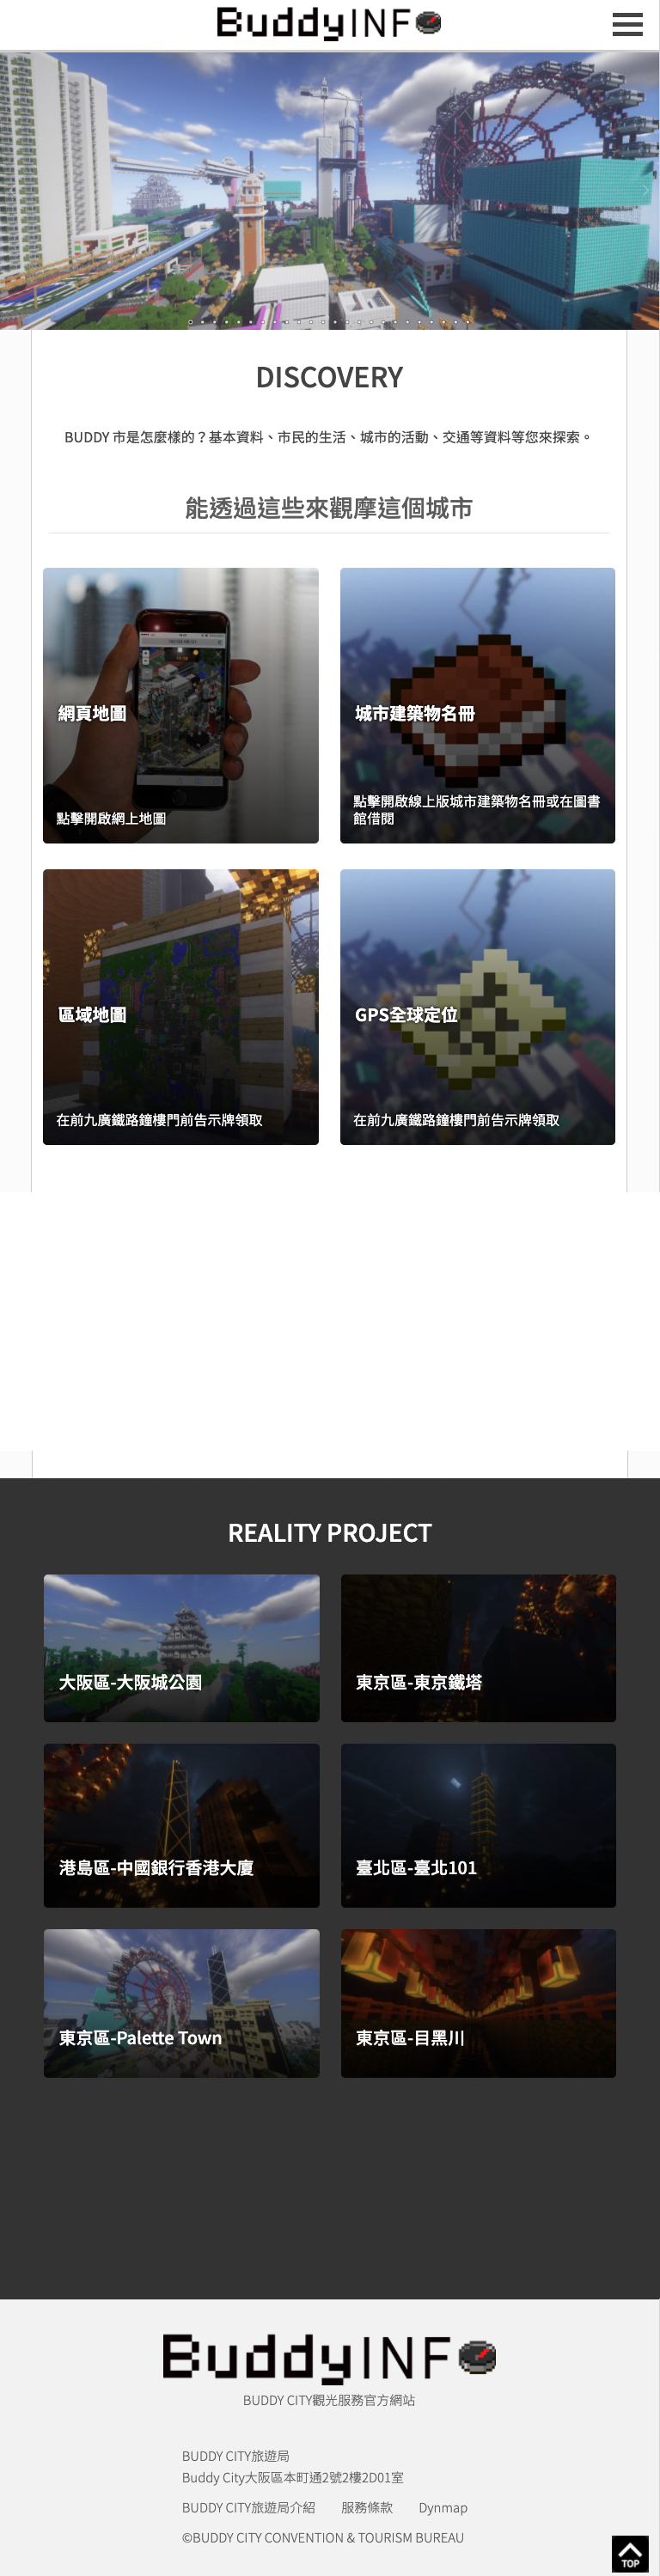 BuddyINF
DISCOVERY
BUDDY 市是怎麼樣的？基本資料、市民的生活、城市的活動、交通等資料等您來探索。
能透過這些來觀摩這個城市
網頁地圖
點擊開啟網上地圖
城市建築物名冊
點擊開啟線上版城市建築物名冊或在圖書
館借閱
區域地圖
在前九廣鐵路鐘樓門前告示牌領取
GPS全球定位
在前九廣鐵路鐘樓門前告示牌領取
REALITY PROJECT
大阪區-大阪城公園
東京區-東京鐵塔
港島區-中國銀行香港大廈
臺北區-臺北101
東京區-Palette Town
東京區-目黑川
BuddyINF
BUDDY CITY觀光服務官方網站
BUDDY CITY旅遊局
Buddy City大阪區本町通2號2樓2D01室
BUDDY CITY旅遊局介紹 服務條款 Dynmap
©BUDDY CITY CONVENTION & TOURISM BUREAU
TOP